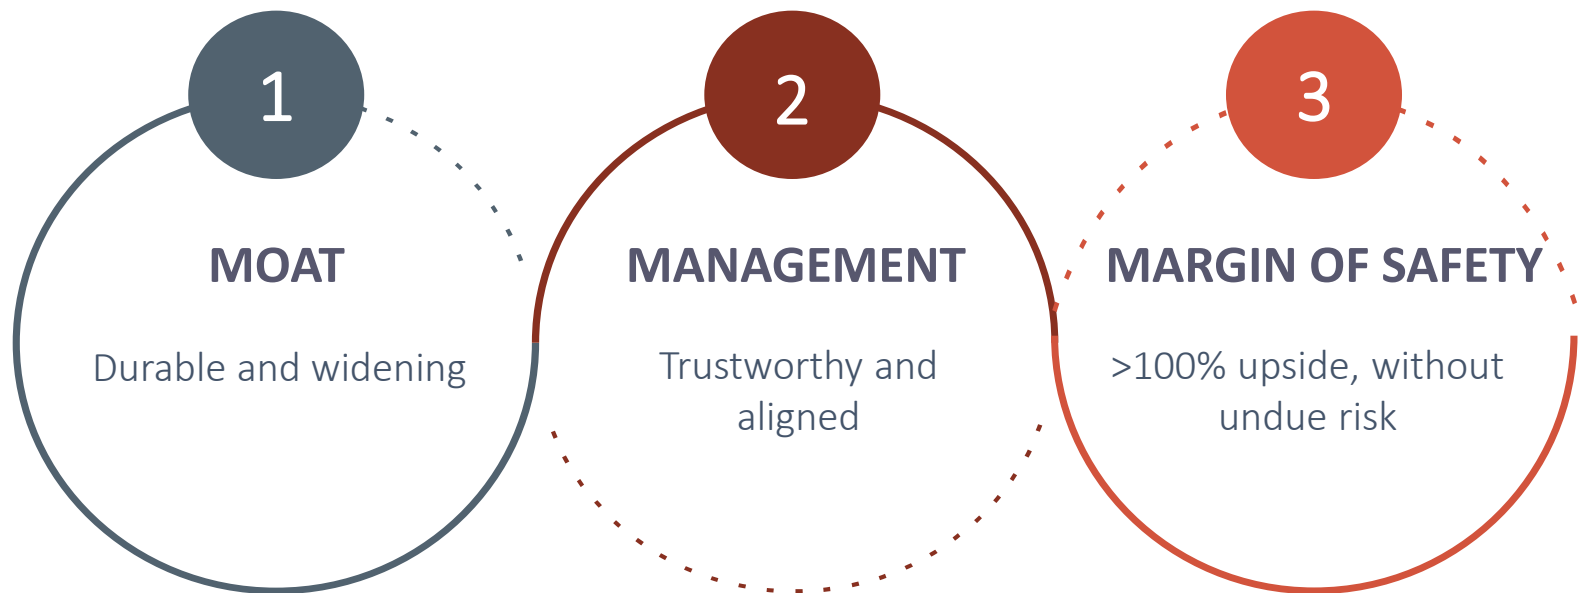 1
MOAT
Durable and widening
2
MANAGEMENT
Trustworthy and
aligned
3
MARGIN OF SAFETY
>100% upside, without
undue risk